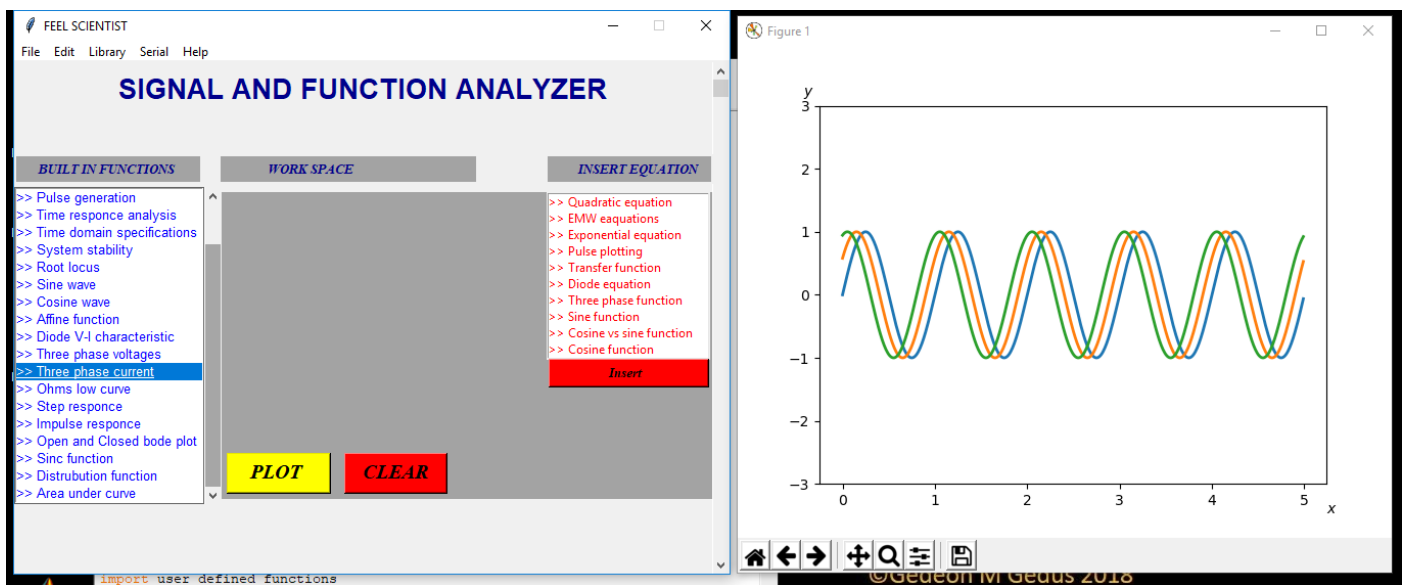 FEEL SCIENTIST
File Edit Library Serial Help
SIGNAL AND FUNCTION ANALYZER
BUILT IN FUNCTIONS
WORK SPACE
INSERT EQUATION
>> Pulse generation
>> Time responce analysis
>> Time domain specifications
>> System stability
>> Root locus
>> Sine wave
>> Cosine wave
>> Affine function
>> Diode V-I characteristic
>> Three phase voltages
>> Three phase current
>> Ohms low curve
>> Step responce
>> Impulse responce
>> Open and Closed bode plot
>> Sinc function
>> Distrubution function
>> Area under curve
>> Quadratic equation
>> EMW eaquations
>> Exponential equation
>> Pulse plotting
>> Transfer function
>> Diode equation
>> Three phase function
>> Sine function
>> Cosine vs sine function
>> Cosine function
Insert
PLOT
CLEAR
Figure 1
y
3
2
1
0
−1
−2
−3
0 1 2 3 4 5
x
import user defined functions
©Gedeon M Gedus 2018